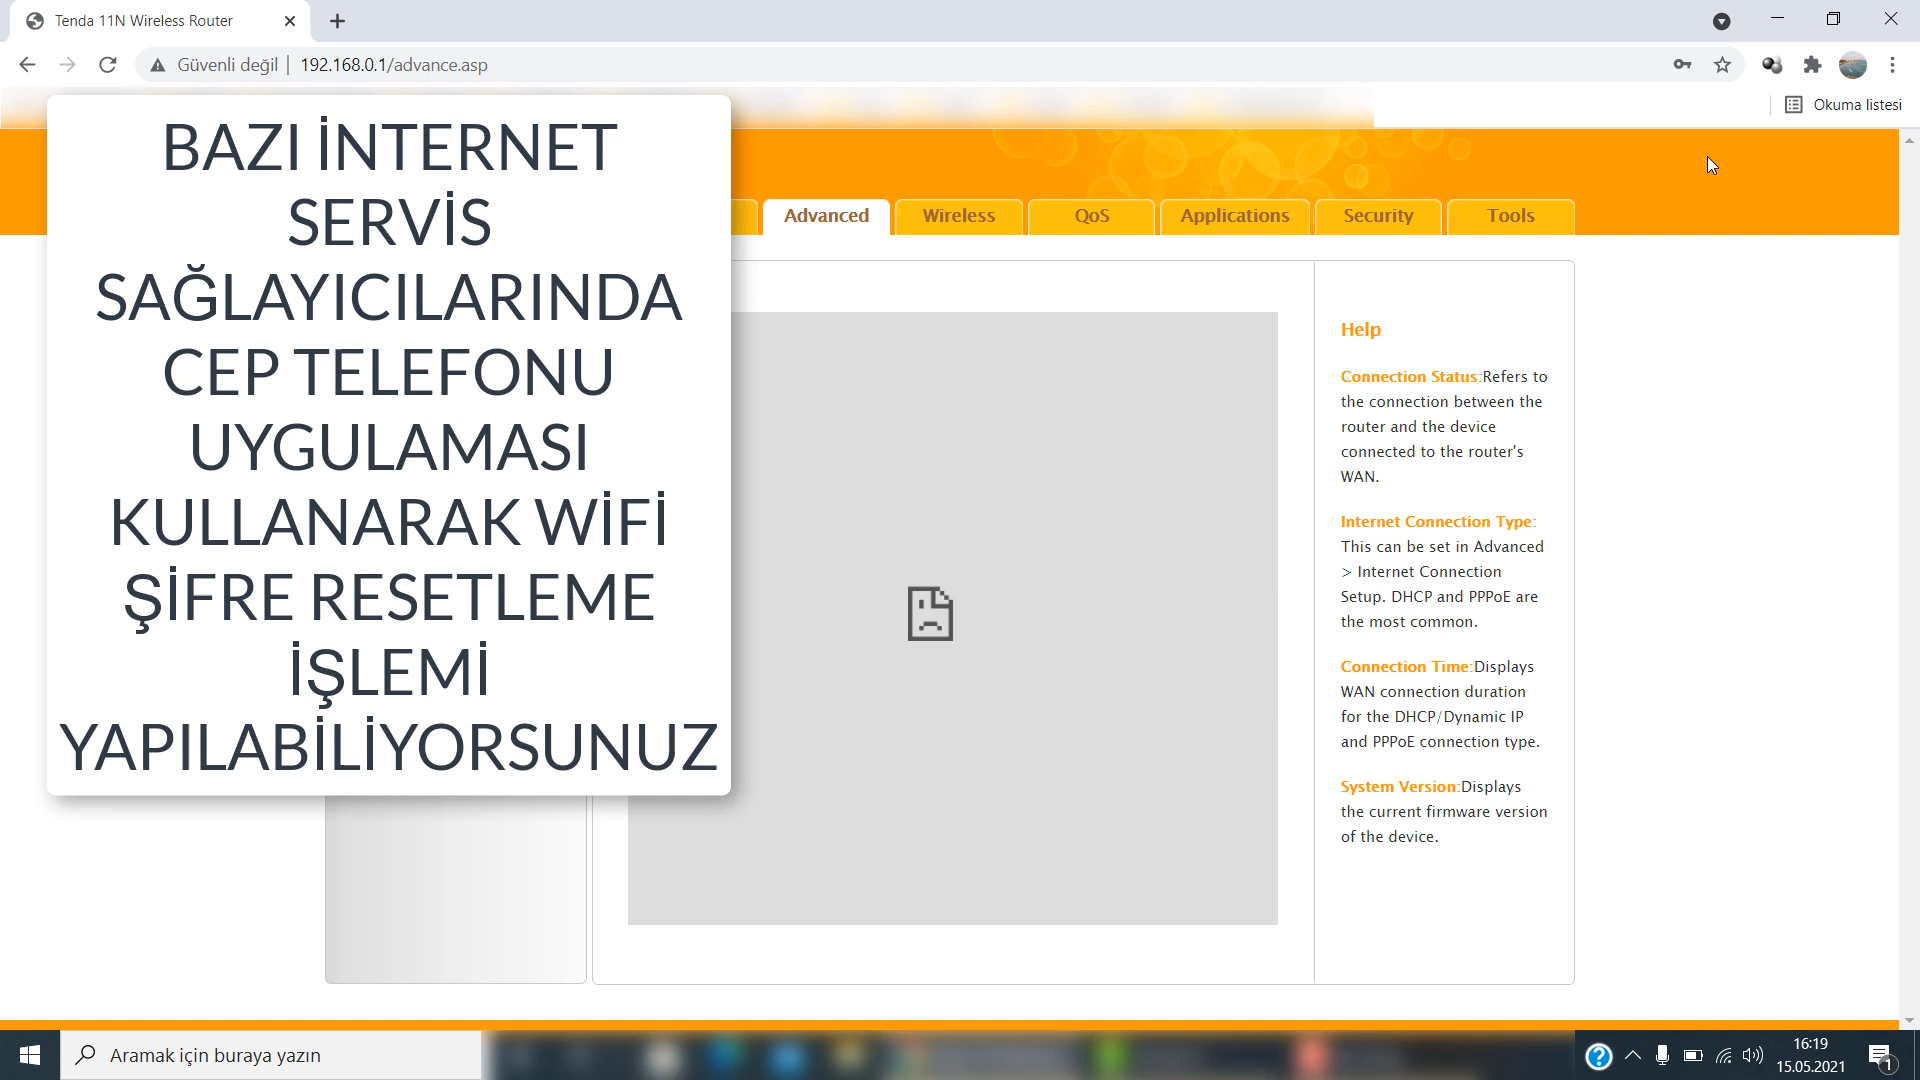 Tenda 11N Wireless Router
Güvenli değil
192.168.0.1/advance.asp
Okuma listesi
BAZI İNTERNET
SERVİS
SAĞLAYICILARINDA
CEP TELEFONU
UYGULAMASI
KULLANARAK WİFİ
ŞİFRE RESETLEME
İŞLEMİ
YAPILABİLİYORSUNUZ
Advanced
Wireless
QoS
Applications
Security
Tools
Help
Connection Status:Refers to
the connection between the
router and the device
connected to the router's
WAN.
Internet Connection Type:
This can be set in Advanced
> Internet Connection
Setup. DHCP and PPPoE are
the most common.
Connection Time:Displays
WAN connection duration
for the DHCP/Dynamic IP
and PPPoE connection type.
System Version:Displays
the current firmware version
of the device.
Aramak için buraya yazın
16:19
15.05.2021
1